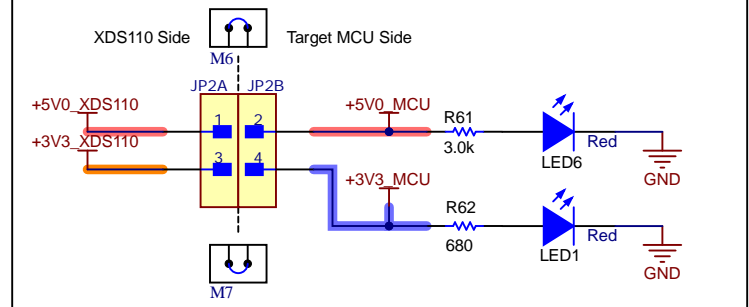 XDS110 Side
Target MCU Side
M6
JP2A
JP2B
+5V0_XDS110
1
2
+5V0_MCU
R61
3.0k
LED6
Red
GND
+3V3_XDS110
3
4
+3V3_MCU
R62
680
LED1
Red
GND
M7